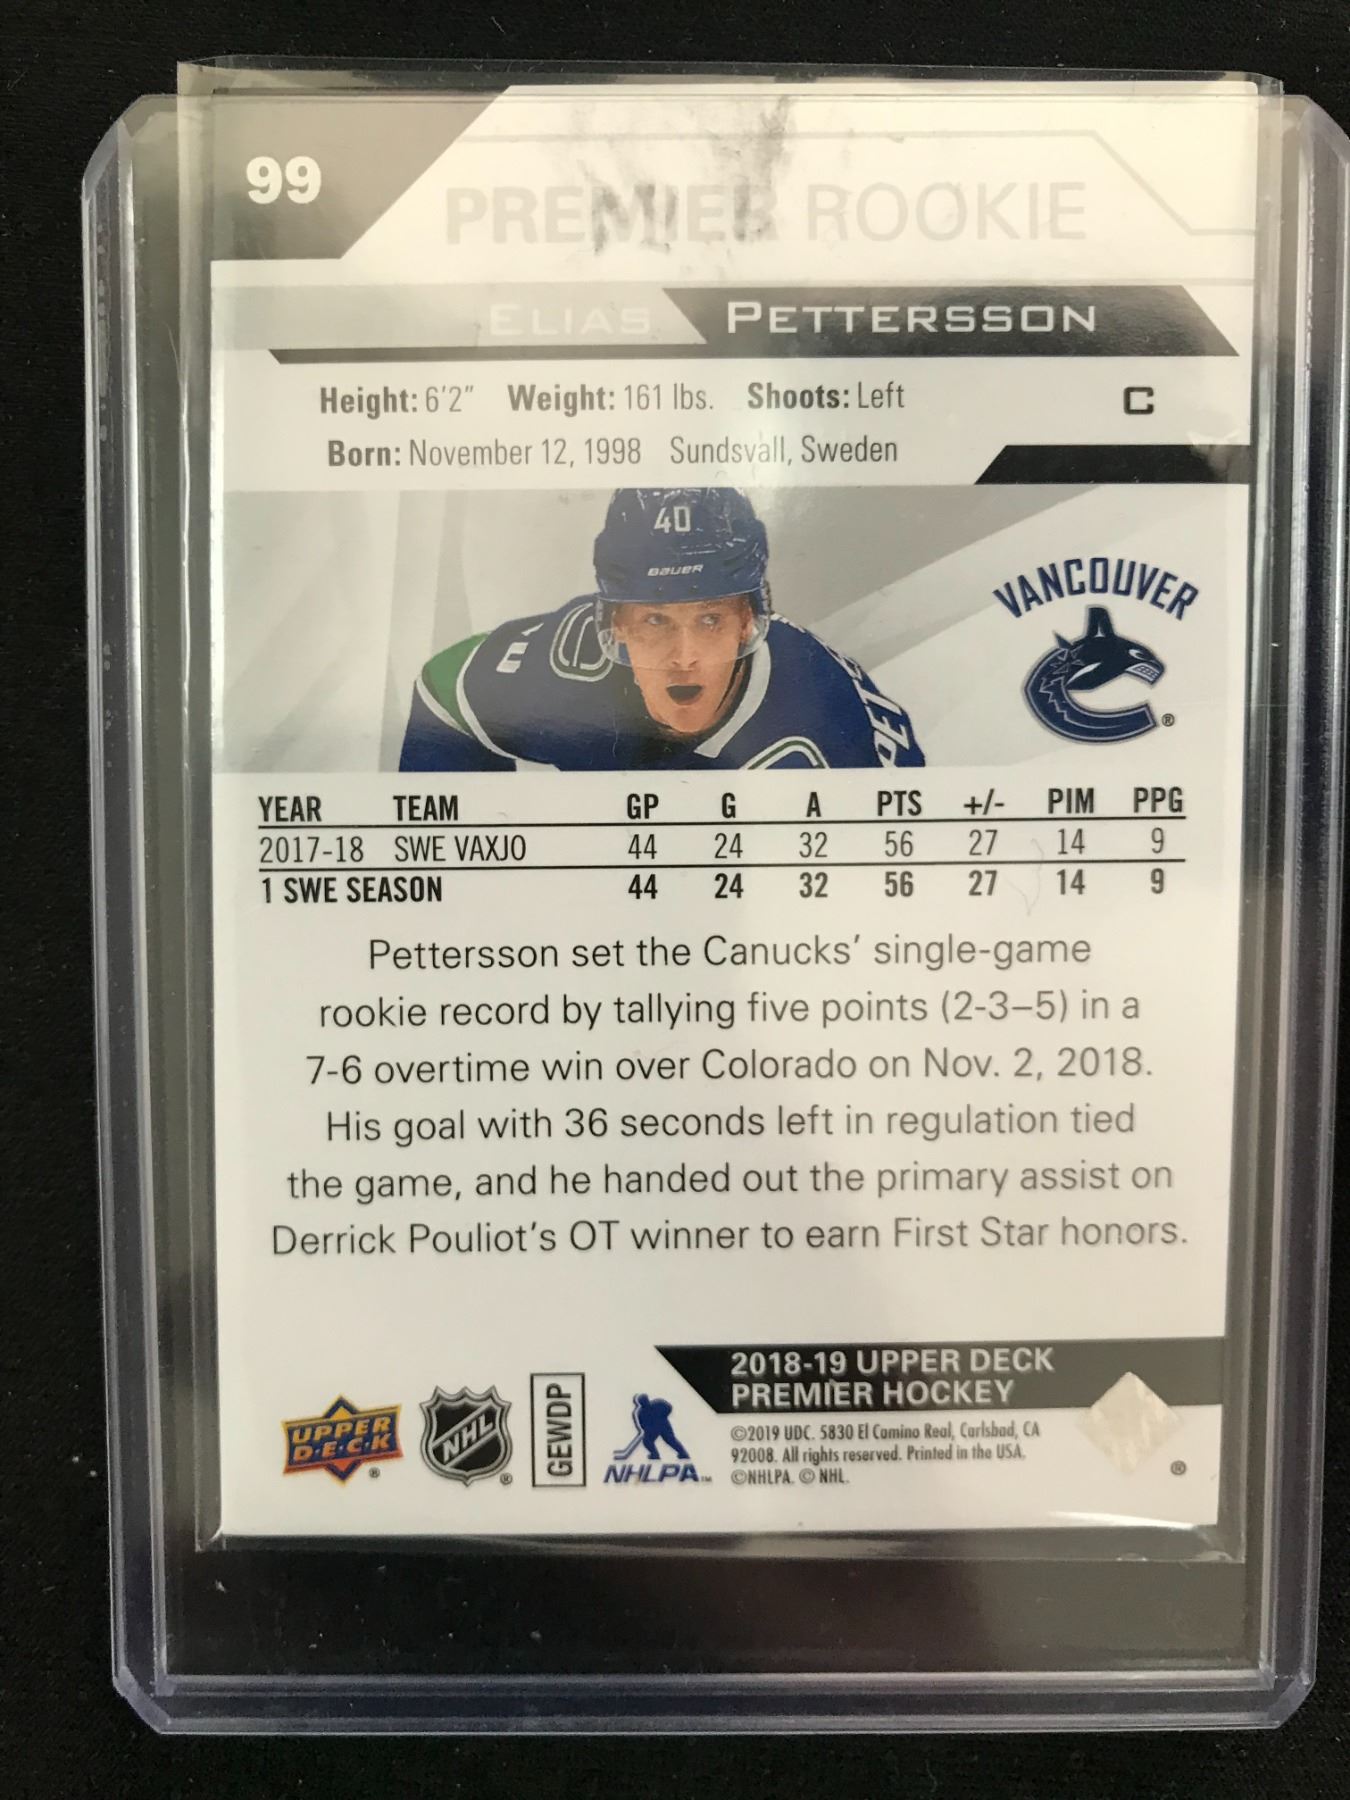 99
PREMIER ROOKIE
ELIAS PETTERSSON
Height: 6'2" Weight: 161 lbs. Shoots: Left
C
Born: November 12, 1998 Sundsvall, Sweden
40
BAUER
VANCOUVER
®
YEAR TEAM GP G A PTS +/- PIM PPG
2017-18 SWE VAXJO 44 24 32 56 27 14 9
1 SWE SEASON 44 24 32 56 27 14 9
Pettersson set the Canucks' single-game
rookie record by tallying five points (2-3–5) in a
7-6 overtime win over Colorado on Nov. 2, 2018.
His goal with 36 seconds left in regulation tied
the game, and he handed out the primary assist on
Derrick Pouliot's OT winner to earn First Star honors.
2018-19 UPPER DECK
PREMIER HOCKEY
©2019 UDC. 5830 El Camino Real, Carlsbad, CA
92008. All rights reserved. Printed in the USA.
©NHLPA. © NHL.
UPPER
D·E·C·K
®
NHL
®
GEWDP
NHLPA™
®